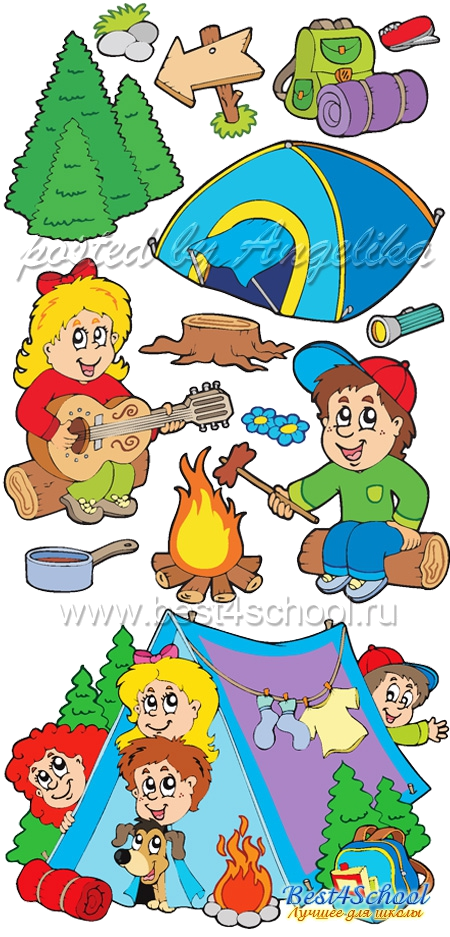 posted by Angelika
www.best4school.ru
Best4School
Лучшее для школы